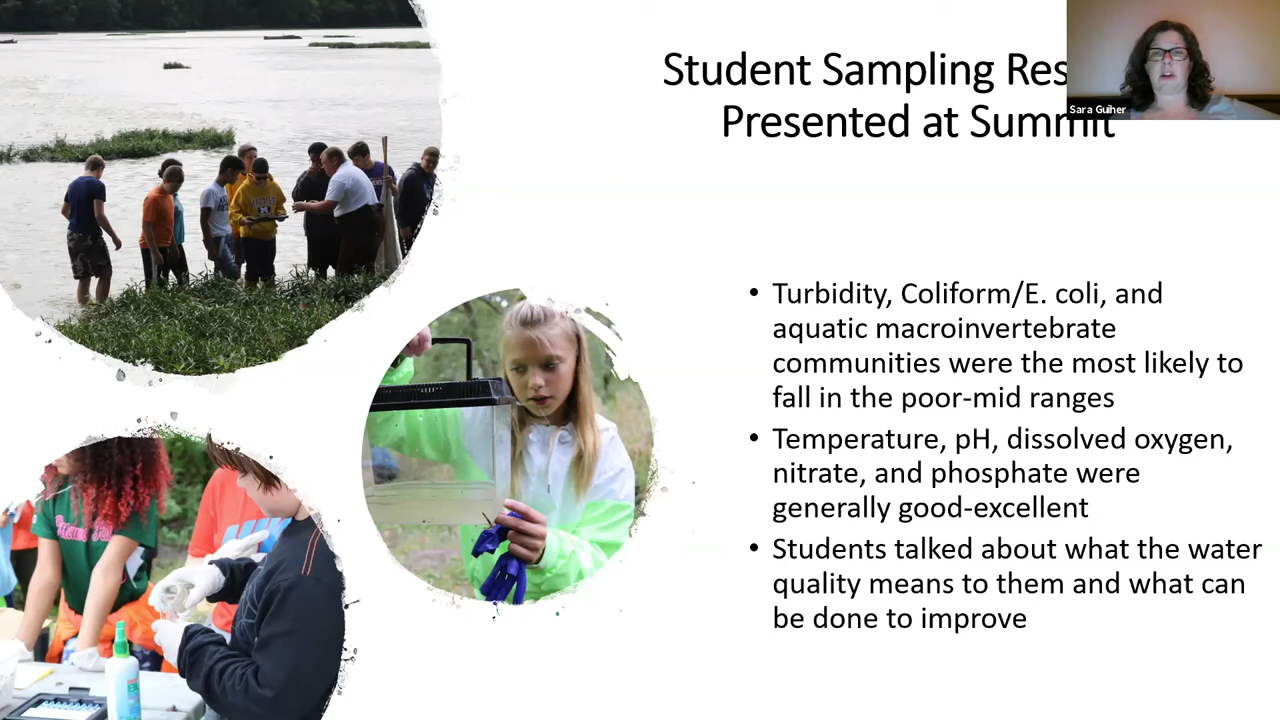 Student Sampling Res
Presented at Summit
Sara Guiher
• Turbidity, Coliform/E. coli, and
aquatic macroinvertebrate
communities were the most likely to
fall in the poor-mid ranges
• Temperature, pH, dissolved oxygen,
nitrate, and phosphate were
generally good-excellent
• Students talked about what the water
quality means to them and what can
be done to improve